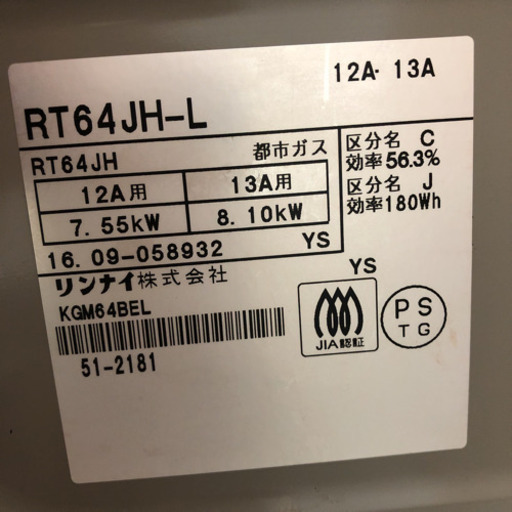 12A・13A
RT64JH-L
RT64JH 都市ガス
12A用 13A用
7.55kW 8.10kW
16.09-058932 YS
区分名 C
効率56.3%
区分名 J
効率180Wh
リンナイ株式会社
YS
KGM64BEL
51-2181
JIA認証
PS
TG